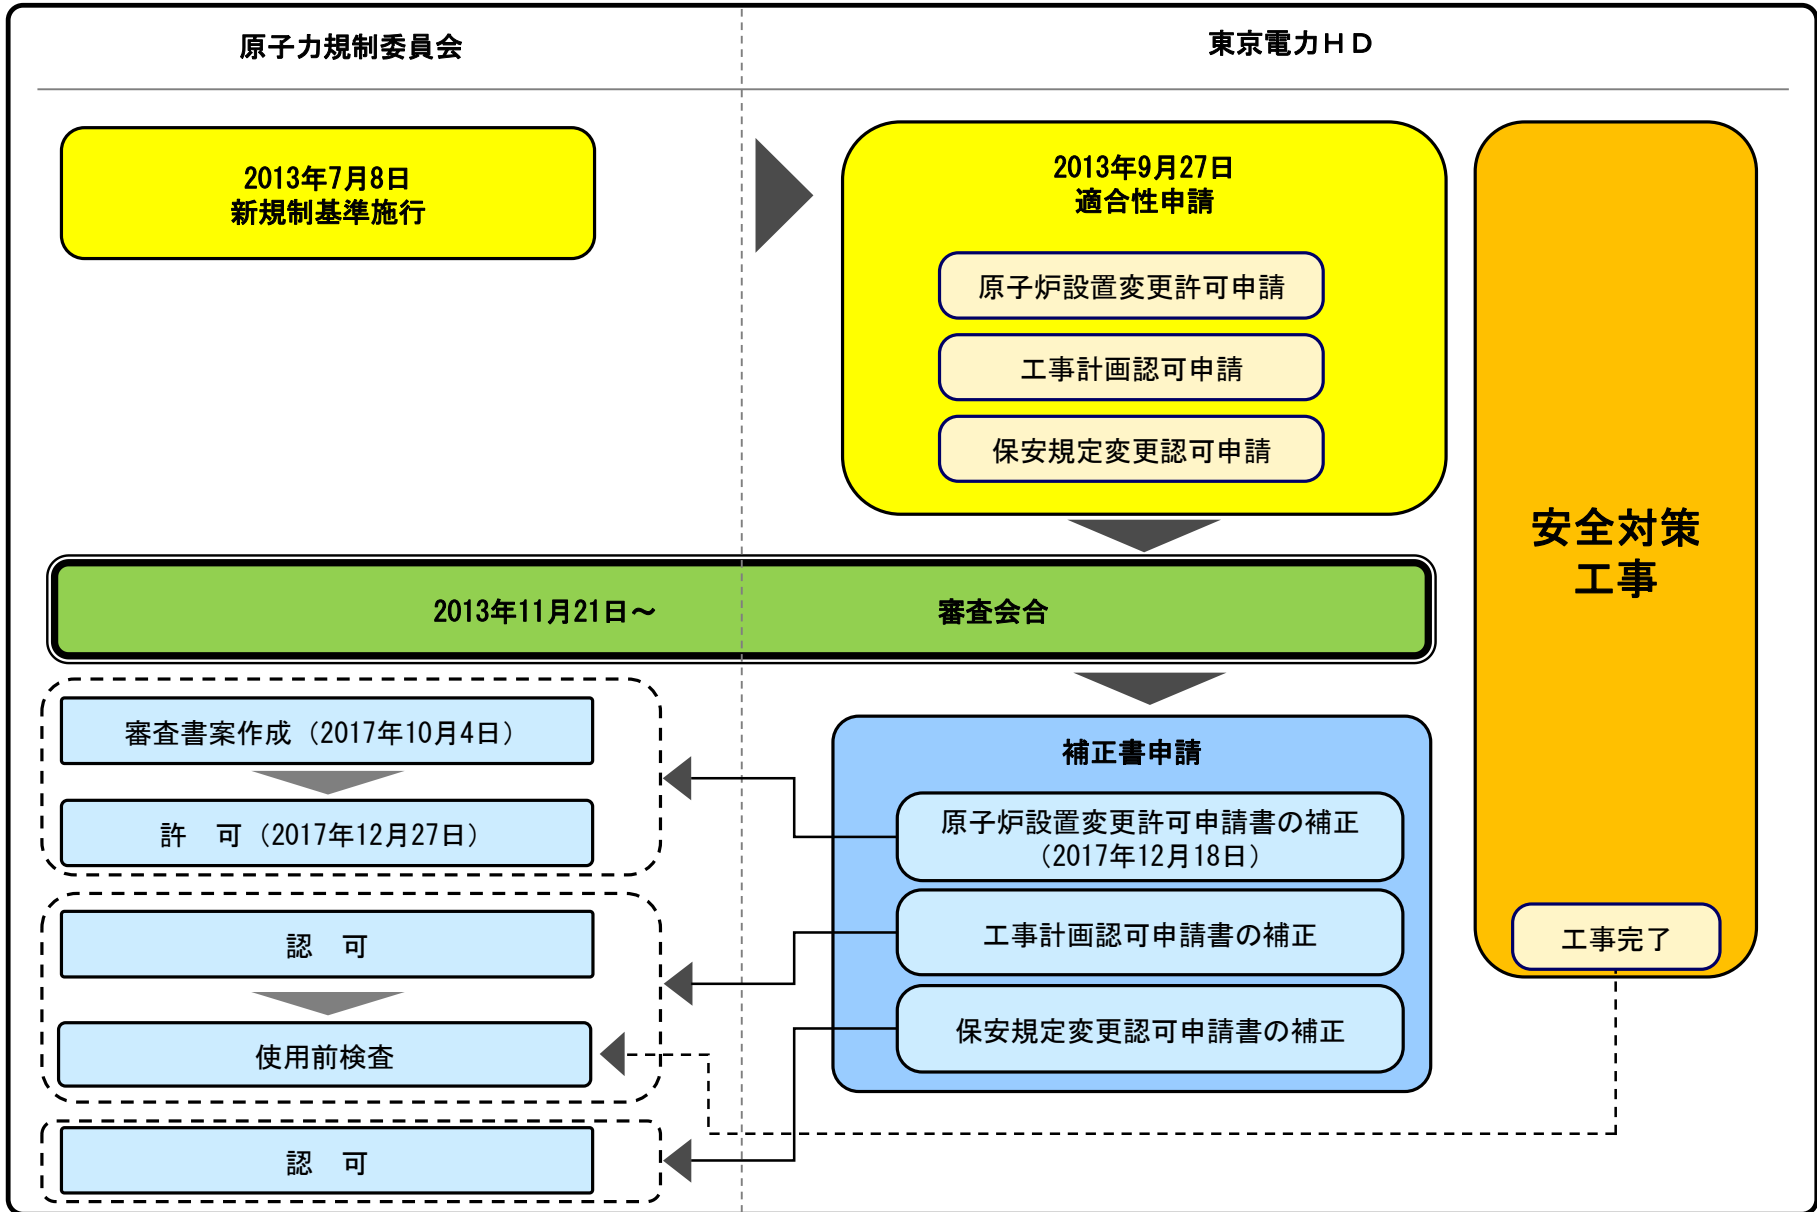 原子力規制委員会
東京電力ＨＤ
2013年7月8日
新規制基準施行
2013年9月27日
適合性申請
原子炉設置変更許可申請
工事計画認可申請
保安規定変更認可申請
安全対策
工事
2013年11月21日～
審査会合
審査書案作成（2017年10月4日）
許　可（2017年12月27日）
補正書申請
原子炉設置変更許可申請書の補正
（2017年12月18日）
工事計画認可申請書の補正
保安規定変更認可申請書の補正
工事完了
認　可
使用前検査
認　可